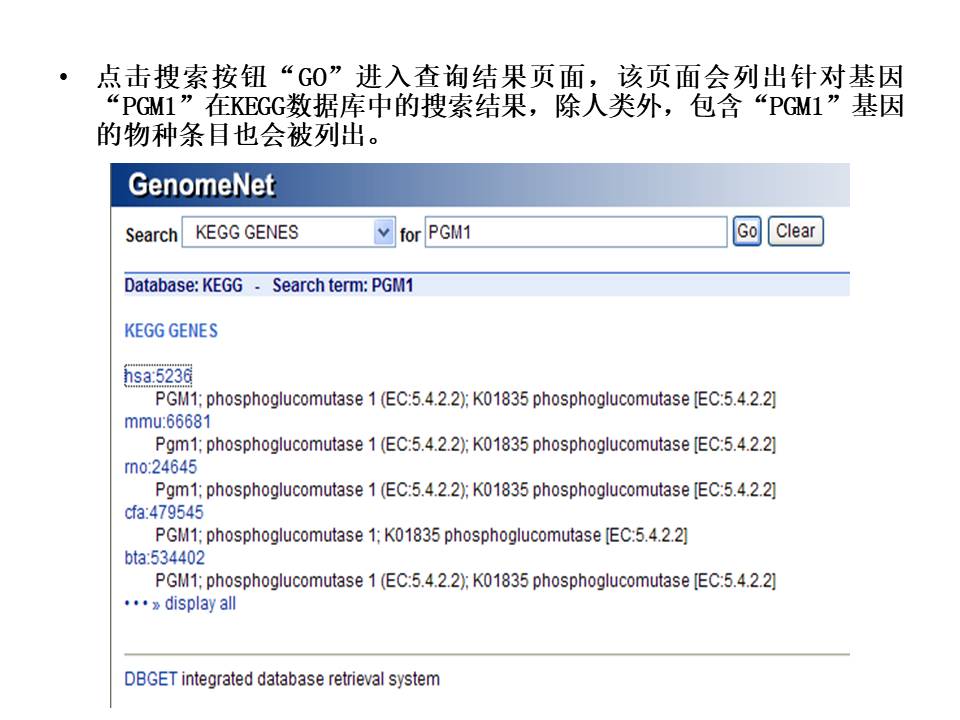 • 点击搜索按钮“GO”进入查询结果页面，该页面会列出针对基因
“PGM1”在KEGG数据库中的搜索结果，除人类外，包含“PGM1”基因
的物种条目也会被列出。
GenomeNet
Search KEGG GENES for PGM1 Go Clear
Database: KEGG - Search term: PGM1
KEGG GENES
hsa:5236
PGM1; phosphoglucomutase 1 (EC:5.4.2.2); K01835 phosphoglucomutase [EC:5.4.2.2]
mmu:66681
Pgm1; phosphoglucomutase 1 (EC:5.4.2.2); K01835 phosphoglucomutase [EC:5.4.2.2]
rno:24645
Pgm1; phosphoglucomutase 1 (EC:5.4.2.2); K01835 phosphoglucomutase [EC:5.4.2.2]
cfa:479545
PGM1; phosphoglucomutase 1; K01835 phosphoglucomutase [EC:5.4.2.2]
bta:534402
PGM1; phosphoglucomutase 1 (EC:5.4.2.2); K01835 phosphoglucomutase [EC:5.4.2.2]
• • • » display all
DBGET integrated database retrieval system